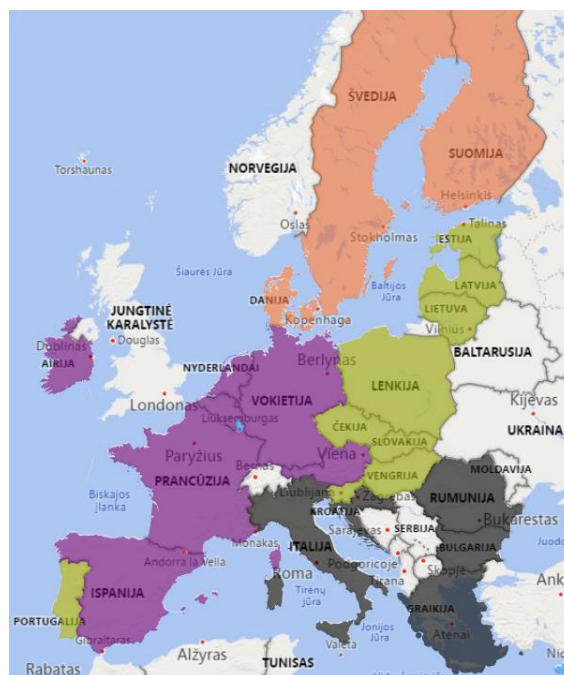 ŠVEDIJA
SUOMIJA
NORVEGIJA
Torshaunas
Helsinkis
Oslas
Talinas
Stokholmas
ESTIJA
Šiaurės Jūra
Baltijos
Jūra
LATVIJA
DANIJA
Kopenhaga
LIETUVA
JUNGTINĖ
KARALYSTĖ
Vilnius
Dublinas
Douglas
AIRIJA
BALTARUSIJA
NYDERLANDAI
Berlynas
LENKIJA
VOKIETIJA
Londonas
Kijevas
Liuksemburgas
ČEKIJA
UKRAINA
SLOVAKIJA
Paryžius
Viena
MOLDAVIJA
PRANCŪZIJA
Bernas
VENGRIJA
RUMUNIJA
Biskajos
įlanka
Liubliana
Zagrebas
KROATIJA
Bukareštas
SERBIJA
Sarajevas
Monakas
ITALIJA
BULGARIJA
Andorra la Vella
Podgoricoje
Skopjė
Roma
Tirana
ISPANIJA
Tirėnų
jūra
GRAIKIJA
PORTUGALIJA
Jonijos
Jūra
Atėnai
Gibraltaras
Alžyras
Valeta
Rabatas
TUNISAS